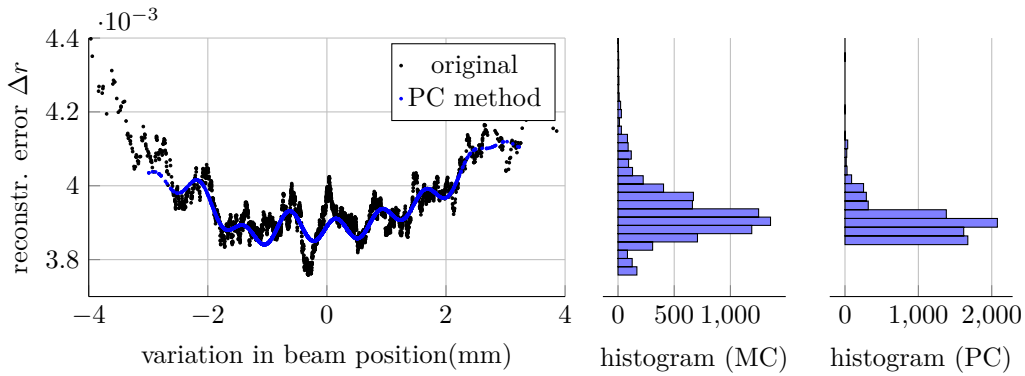 ·10⁻³
4.4
4.2
4
3.8
reconstr. error Δr
original
PC method
−4 −2 0 2 4
variation in beam position(mm)
0 500 1,000
histogram (MC)
0 1,000 2,000
histogram (PC)